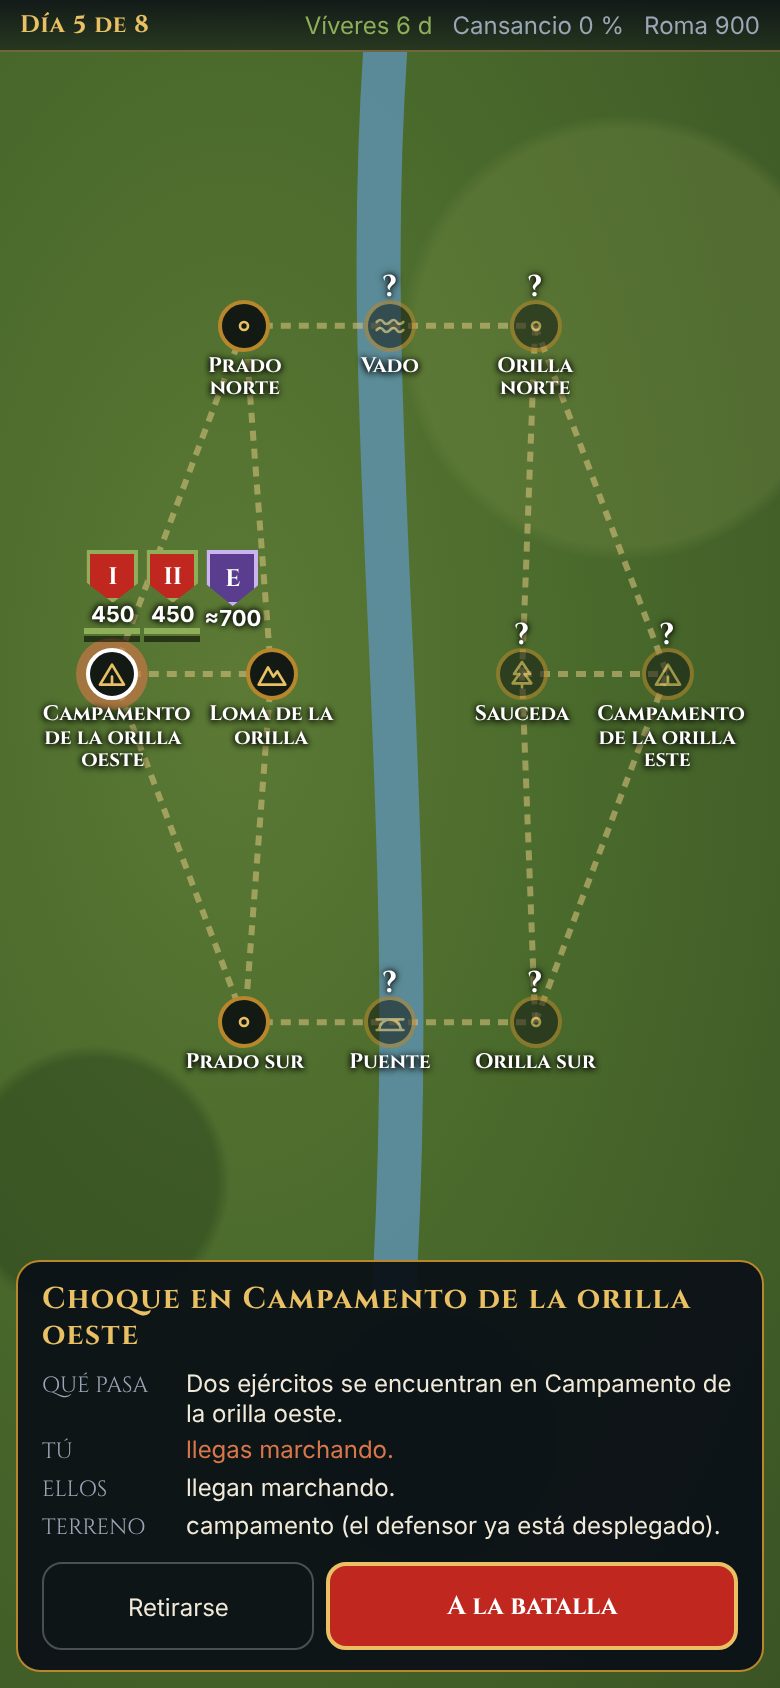 DÍA 5 DE 8
Víveres 6 d Cansancio 0 % Roma 900
? ?
PRADO NORTE
VADO
ORILLA NORTE
I II E
450 450 ≈700
? ?
CAMPAMENTO DE LA ORILLA OESTE
LOMA DE LA ORILLA
SAUCEDA
CAMPAMENTO DE LA ORILLA ESTE
? ?
PRADO SUR
PUENTE
ORILLA SUR
CHOQUE EN CAMPAMENTO DE LA ORILLA
OESTE
QUÉ PASA Dos ejércitos se encuentran en Campamento de
la orilla oeste.
TÚ llegas marchando.
ELLOS llegan marchando.
TERRENO campamento (el defensor ya está desplegado).
Retirarse A LA BATALLA